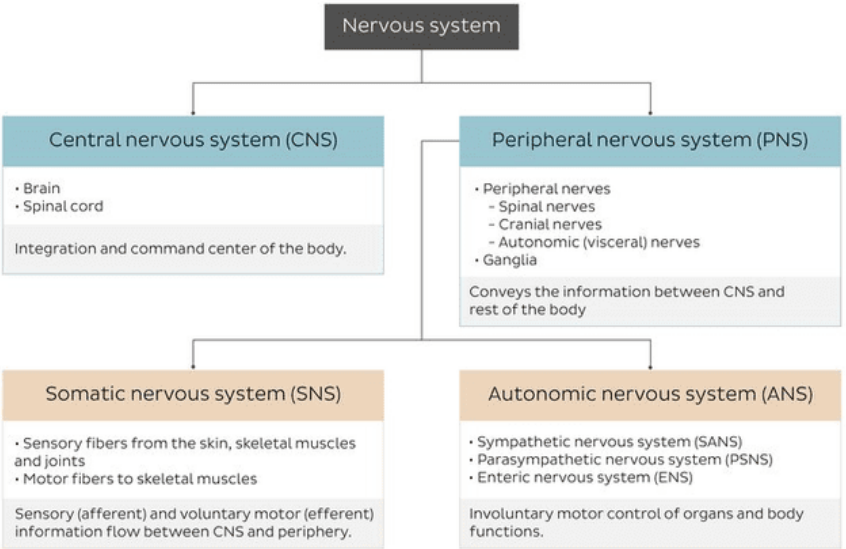 Nervous system
Central nervous system (CNS)
• Brain
• Spinal cord
Integration and command center of the body.
Peripheral nervous system (PNS)
• Peripheral nerves
– Spinal nerves
– Cranial nerves
– Autonomic (visceral) nerves
• Ganglia
Conveys the information between CNS and
rest of the body
Somatic nervous system (SNS)
• Sensory fibers from the skin, skeletal muscles
and joints
• Motor fibers to skeletal muscles
Sensory (afferent) and voluntary motor (efferent)
information flow between CNS and periphery.
Autonomic nervous system (ANS)
• Sympathetic nervous system (SANS)
• Parasympathetic nervous system (PSNS)
• Enteric nervous system (ENS)
Involuntary motor control of organs and body
functions.